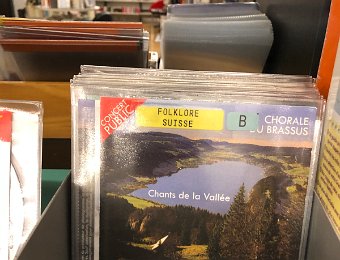 CONCERT
PUBLIC
FOLKLORE
SUISSE
B
CHORALE
DU BRASSUS
Chants de la Vallée